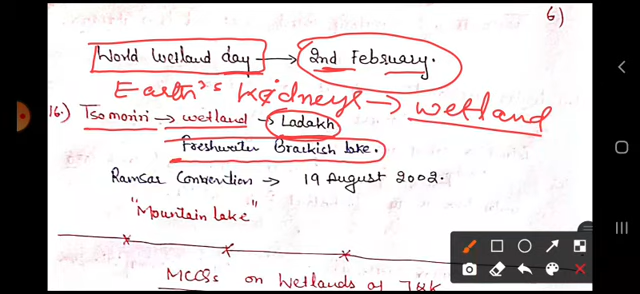 6)
World Wetland day → 2nd February.
Earth's Kidneys → wetland
16.) Tsomoriri → wetland → Ladakh
Freshwater Brackish lake.
Ramsar Convention → 19 August 2002.
"Mountain lake"
MCQs on Wetlands of J&K